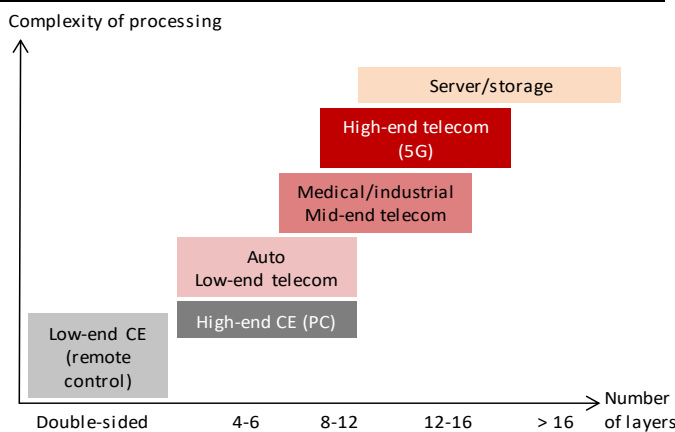 Complexity of processing
Server/storage
High-end telecom
(5G)
Medical/industrial
Mid-end telecom
Auto
Low-end telecom
High-end CE (PC)
Low-end CE
(remote
control)
Number
of layers
Double-sided
4-6
8-12
12-16
> 16